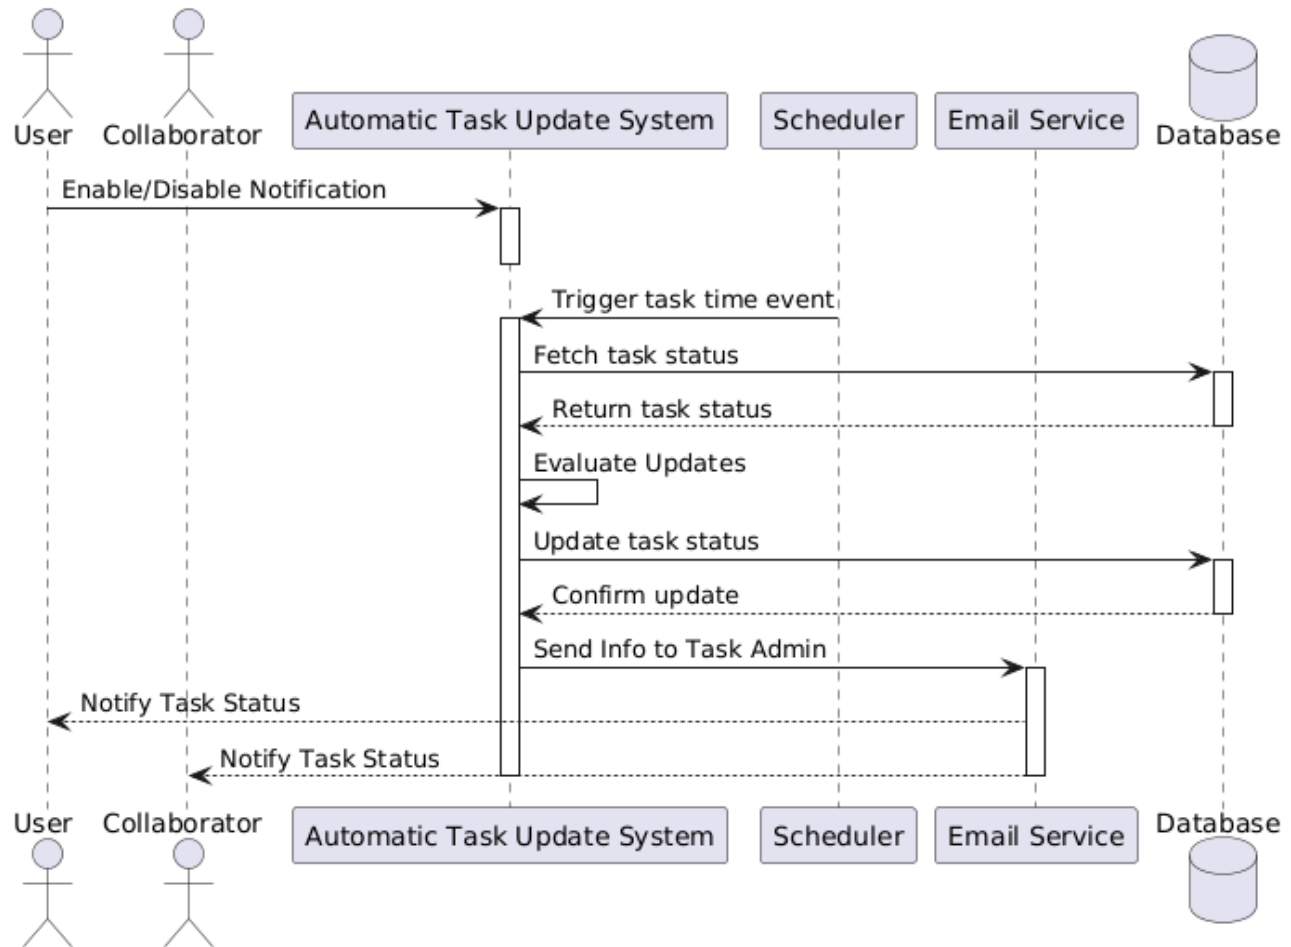 User
Collaborator
Automatic Task Update System
Scheduler
Email Service
Database
Enable/Disable Notification
Trigger task time event
Fetch task status
Return task status
Evaluate Updates
Update task status
Confirm update
Send Info to Task Admin
Notify Task Status
Notify Task Status
User
Collaborator
Automatic Task Update System
Scheduler
Email Service
Database